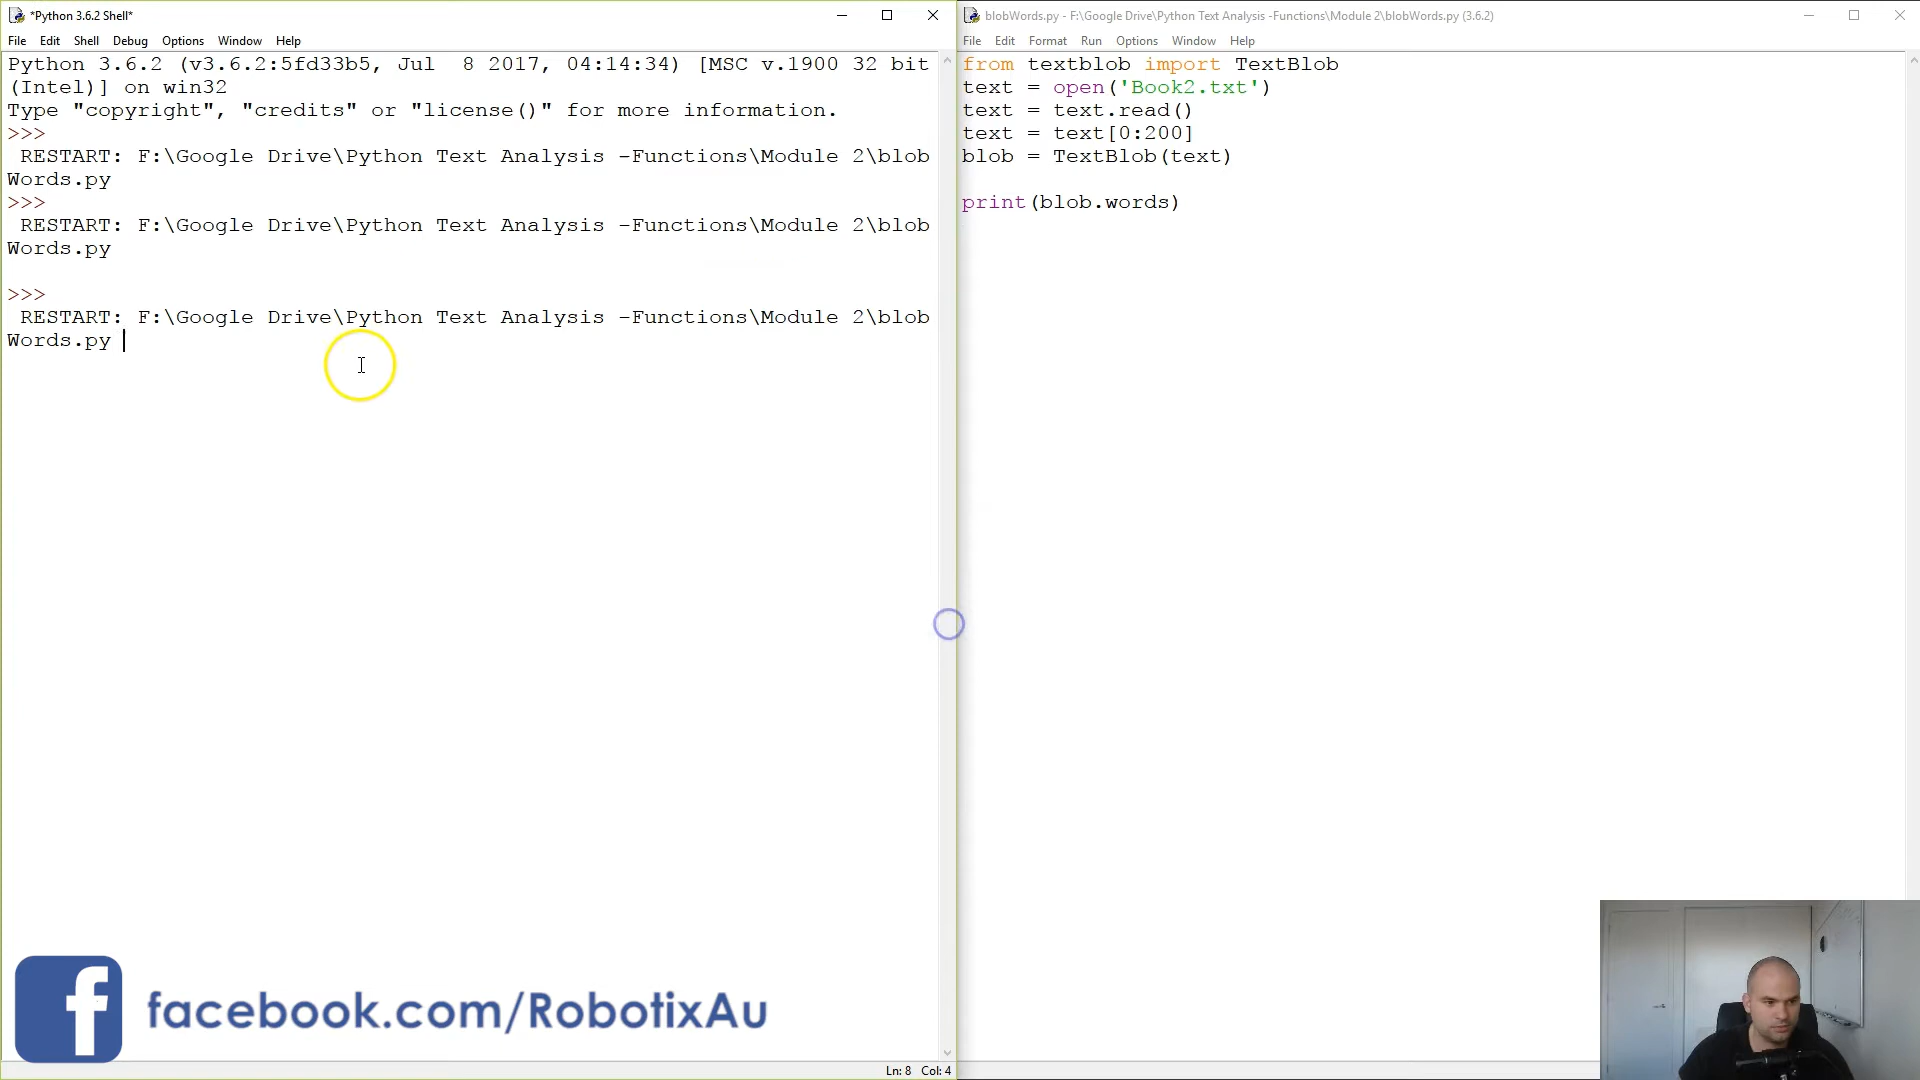 *Python 3.6.2 Shell*
File Edit Shell Debug Options Window Help
Python 3.6.2 (v3.6.2:5fd33b5, Jul  8 2017, 04:14:34) [MSC v.1900 32 bit
(Intel)] on win32
Type "copyright", "credits" or "license()" for more information.
>>>
 RESTART: F:\Google Drive\Python Text Analysis -Functions\Module 2\blob
Words.py
>>>
 RESTART: F:\Google Drive\Python Text Analysis -Functions\Module 2\blob
Words.py
>>>
 RESTART: F:\Google Drive\Python Text Analysis -Functions\Module 2\blob
Words.py
facebook.com/RobotixAu
Ln: 8 Col: 4
blobWords.py - F:\Google Drive\Python Text Analysis -Functions\Module 2\blobWords.py (3.6.2)
File Edit Format Run Options Window Help
from textblob import TextBlob
text = open('Book2.txt')
text = text.read()
text = text[0:200]
blob = TextBlob(text)
print(blob.words)